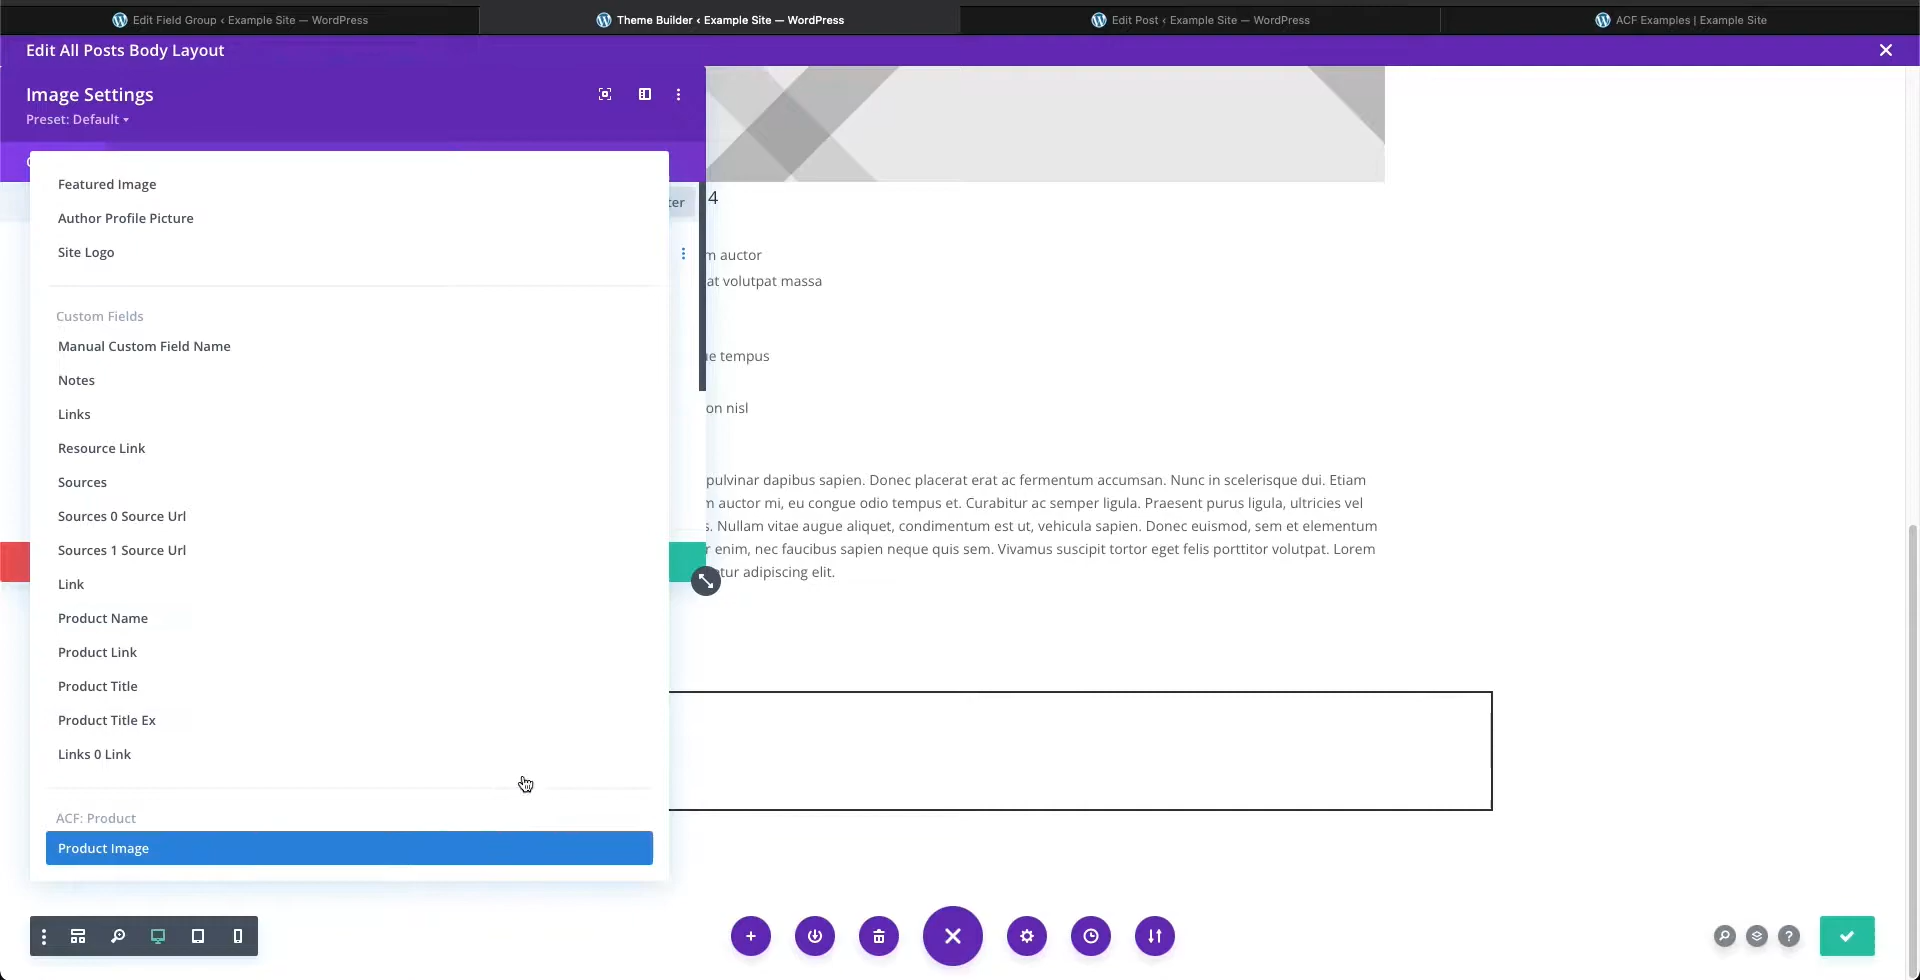 Edit Field Group ‹ Example Site — WordPress
Theme Builder ‹ Example Site — WordPress
Edit Post ‹ Example Site — WordPress
ACF Examples | Example Site
Edit All Posts Body Layout
Image Settings
Preset: Default
Featured Image
Author Profile Picture
Site Logo
Custom Fields
Manual Custom Field Name
Notes
Links
Resource Link
Sources
Sources 0 Source Url
Sources 1 Source Url
Link
Product Name
Product Link
Product Title
Product Title Ex
Links 0 Link
ACF: Product
Product Image
ter
4
m auctor
at volutpat massa
ue tempus
on nisl
pulvinar dapibus sapien. Donec placerat erat ac fermentum accumsan. Nunc in scelerisque dui. Etiam
m auctor mi, eu congue odio tempus et. Curabitur ac semper ligula. Praesent purus ligula, ultricies vel
s. Nullam vitae augue aliquet, condimentum est ut, vehicula sapien. Donec euismod, sem et elementum
r enim, nec faucibus sapien neque quis sem. Vivamus suscipit tortor eget felis porttitor volutpat. Lorem
etur adipiscing elit.